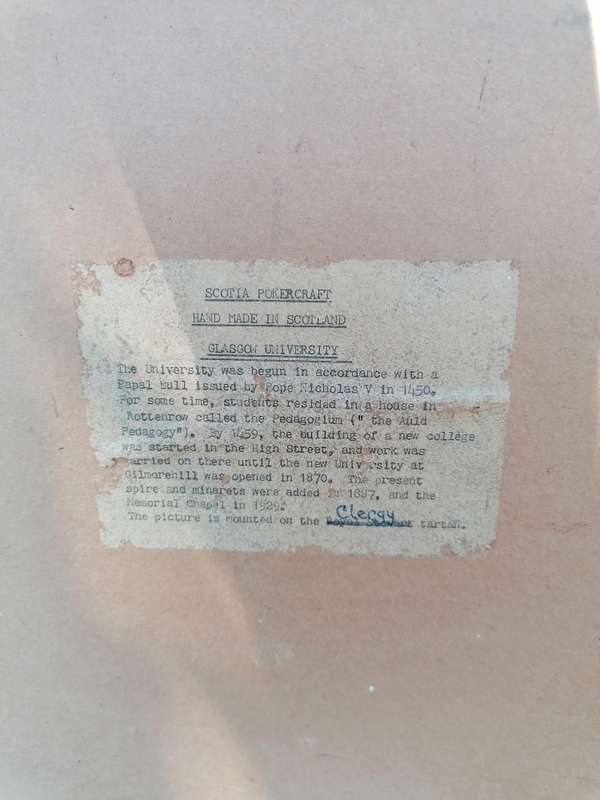 SCOTIA POKERCRAFT
HAND MADE IN SCOTLAND
GLASGOW UNIVERSITY
The University was begun in accordance with a
Papal Bull issued by Pope Nicholas V in 1450.
For some time, students resided in a house in
Rottenrow called the Pedagogium (" the Auld
Pedagogy"). By 1459, the building of a new college
was started in the High Street, and work was
carried on there until the new University at
Gilmorehill was opened in 1870. The present
spire and minarets were added in 1887, and the
Memorial Chapel in 1929.
Clergy
The picture is mounted on the Royal tartan.